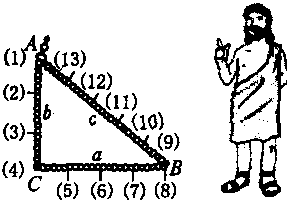 A
(1)
(13)
(2)
(12)
b
c
(11)
(3)
(10)
a
(9)
(4)
B
C
(5)
(6)
(7)
(8)